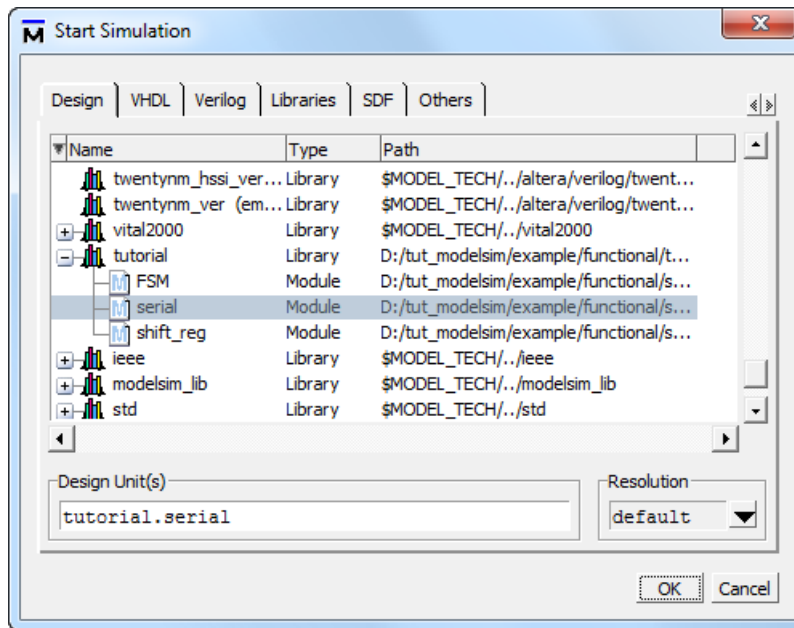 Start Simulation
Design VHDL Verilog Libraries SDF Others
Name Type Path
twentynm_hssi_ver... Library $MODEL_TECH/../altera/verilog/twent...
twentynm_ver (em... Library $MODEL_TECH/../altera/verilog/twent...
vital2000 Library $MODEL_TECH/../vital2000
tutorial Library D:/tut_modelsim/example/functional/t...
FSM Module D:/tut_modelsim/example/functional/s...
serial Module D:/tut_modelsim/example/functional/s...
shift_reg Module D:/tut_modelsim/example/functional/s...
ieee Library $MODEL_TECH/../ieee
modelsim_lib Library $MODEL_TECH/../modelsim_lib
std Library $MODEL_TECH/../std
Design Unit(s) Resolution
tutorial.serial default
OK Cancel